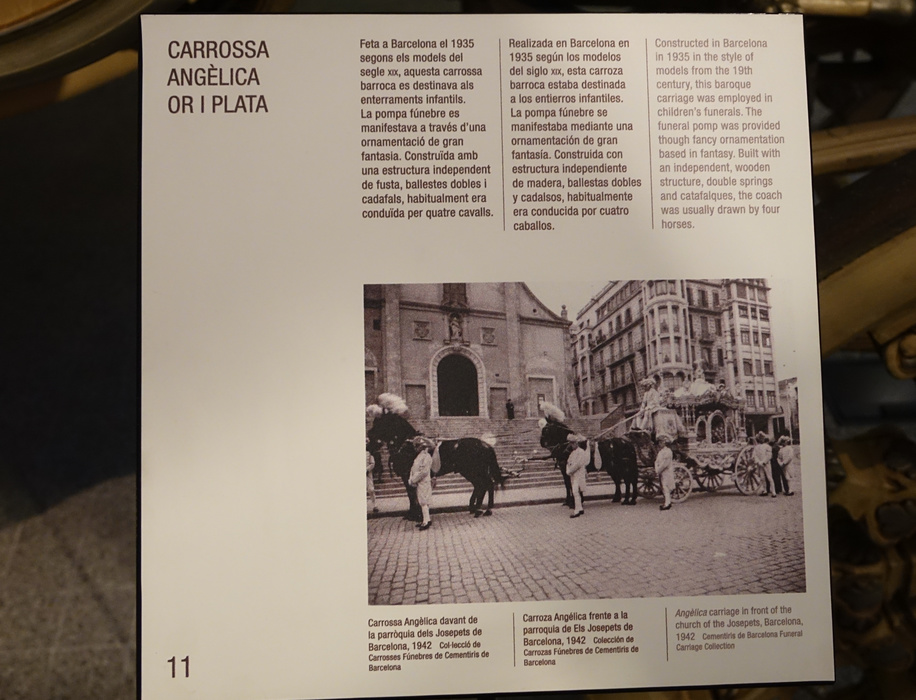 CARROSSA
ANGÈLICA
OR I PLATA
Feta a Barcelona el 1935
segons els models del
segle XIX, aquesta carrossa
barroca es destinava als
enterraments infantils.
La pompa fúnebre es
manifestava a través d'una
ornamentació de gran
fantasia. Construïda amb
una estructura independent
de fusta, ballestes dobles i
cadafals, habitualment era
conduïda per quatre cavalls.
Realizada en Barcelona en
1935 según los modelos
del siglo XIX, esta carroza
barroca estaba destinada
a los entierros infantiles.
La pompa fúnebre se
manifestaba mediante una
ornamentación de gran
fantasía. Construida con
estructura independiente
de madera, ballestas dobles
y cadalsos, habitualmente
era conducida por cuatro
caballos.
Constructed in Barcelona
in 1935 in the style of
models from the 19th
century, this baroque
carriage was employed in
children's funerals. The
funeral pomp was provided
though fancy ornamentation
based in fantasy. Built with
an independent, wooden
structure, double springs
and catafalques, the coach
was usually drawn by four
horses.
Carrossa Angèlica davant de
la parròquia dels Josepets de
Barcelona, 1942 Col·lecció de
Carrosses Fúnebres de Cementiris de
Barcelona
Carroza Angélica frente a la
parroquia de Els Josepets de
Barcelona, 1942 Colección de
Carrozas Fúnebres de Cementiris de
Barcelona
Angèlica carriage in front of the
church of the Josepets, Barcelona,
1942 Cementiris de Barcelona Funeral
Carriage Collection
11